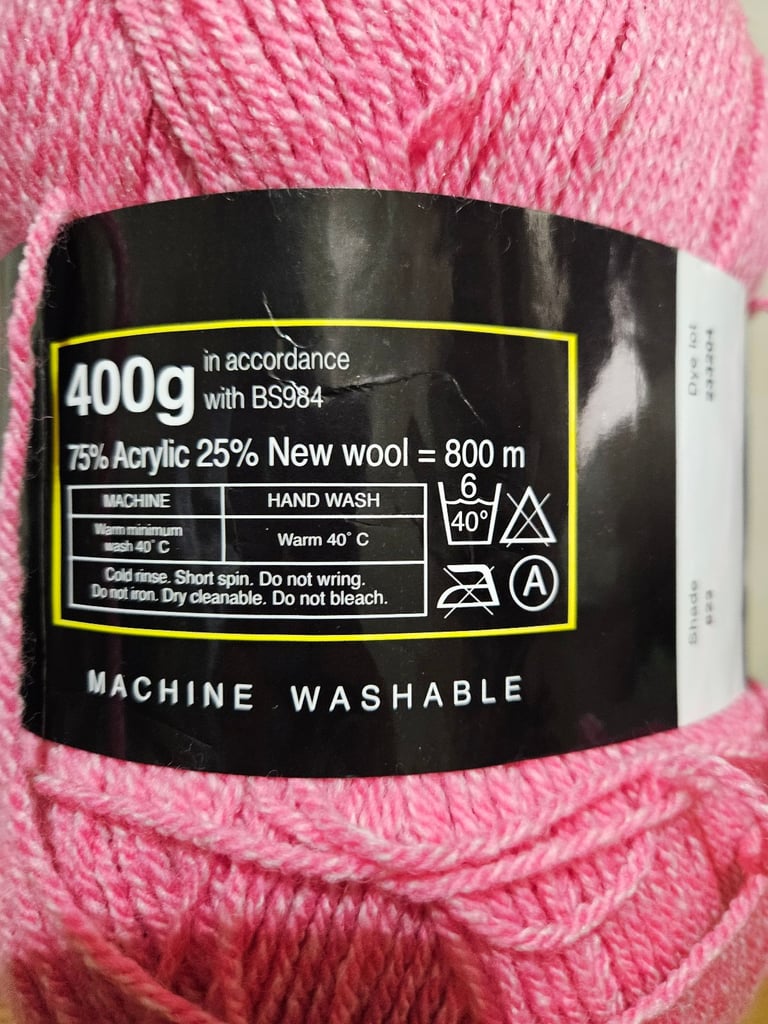 400g in accordance
with BS984
75% Acrylic 25% New wool = 800 m
MACHINE HAND WASH
Warm minimum
wash 40° C
Warm 40° C
Cold rinse. Short spin. Do not wring.
Do not iron. Dry cleanable. Do not bleach.
6
40°
A
MACHINE WASHABLE
Dye lot
Shade